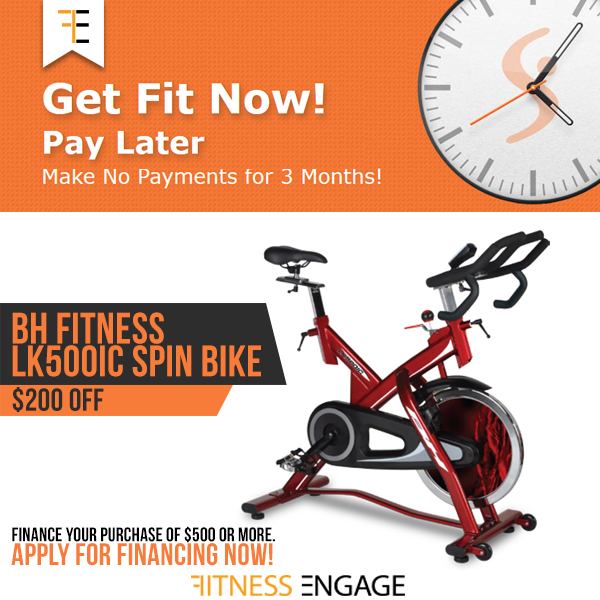 FE
Get Fit Now!
Pay Later
Make No Payments for 3 Months!
BH FITNESS
LK500IC SPIN BIKE
$200 OFF
FINANCE YOUR PURCHASE OF $500 OR MORE.
APPLY FOR FINANCING NOW!
FITNESS ENGAGE